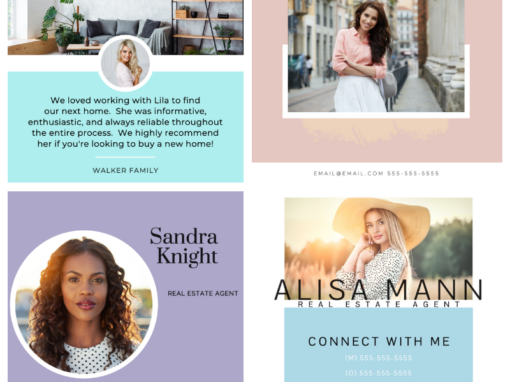 We loved working with Lila to find
our next home. She was informative,
enthusiastic, and always reliable throughout
the entire process. We highly recommend
her if you're looking to buy a new home!
WALKER FAMILY
EMAIL@EMAIL.COM 555-555-5555
Sandra
Knight
REAL ESTATE AGENT
ALISA MANN
REAL ESTATE AGENT
CONNECT WITH ME
(M) 555-555-5555
(O) 555-555-5555